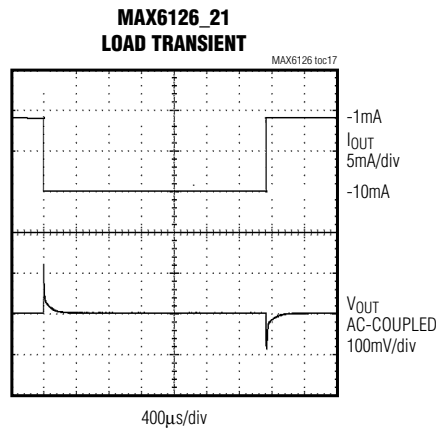 MAX6126_21
LOAD TRANSIENT
MAX6126 toc17
-1mA
IOUT
5mA/div
-10mA
VOUT
AC-COUPLED
100mV/div
400µs/div